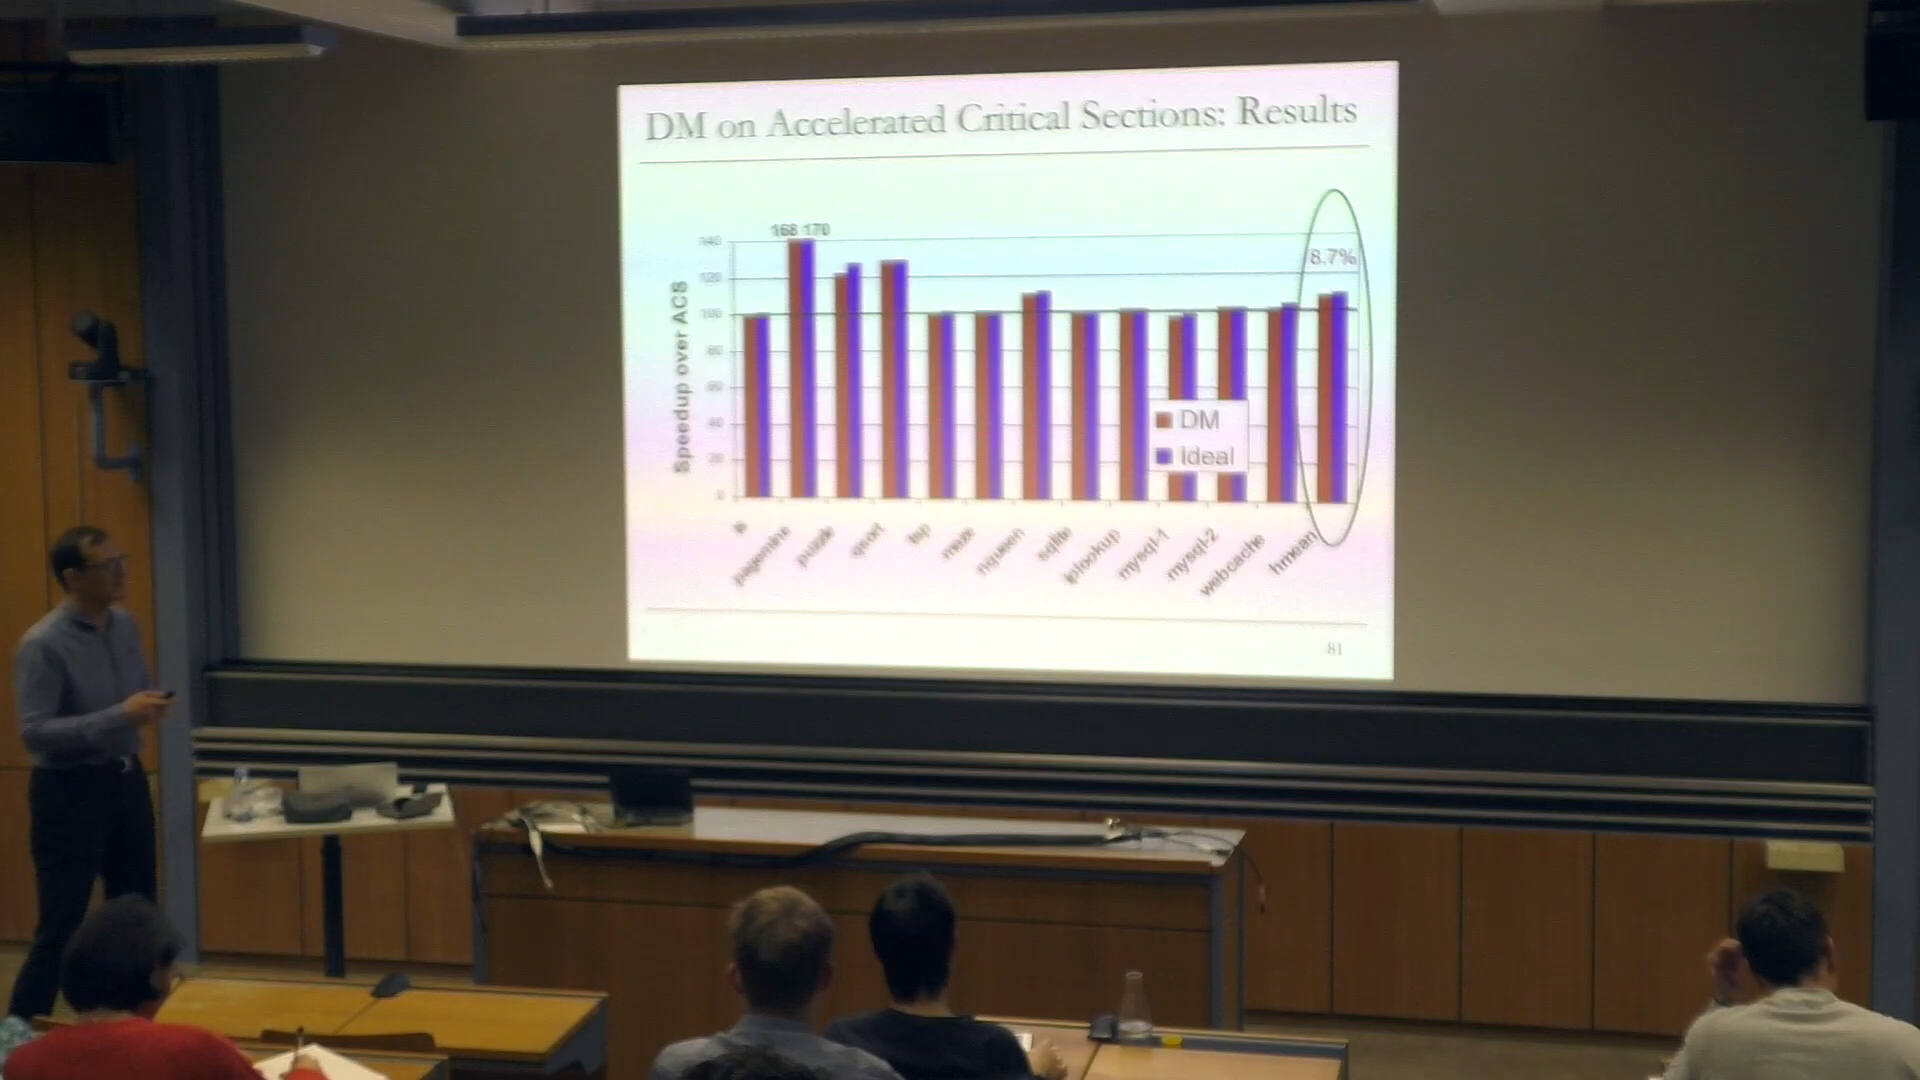 DM on Accelerated Critical Sections: Results
168 170
8.7%
140
120
100
80
60
40
20
0
Speedup over ACS
DM
Ideal
is
pagemine
puzzle
qsort
tsp
maze
nqueen
sqlite
iplookup
mysql-1
mysql-2
webcache
hmean
81